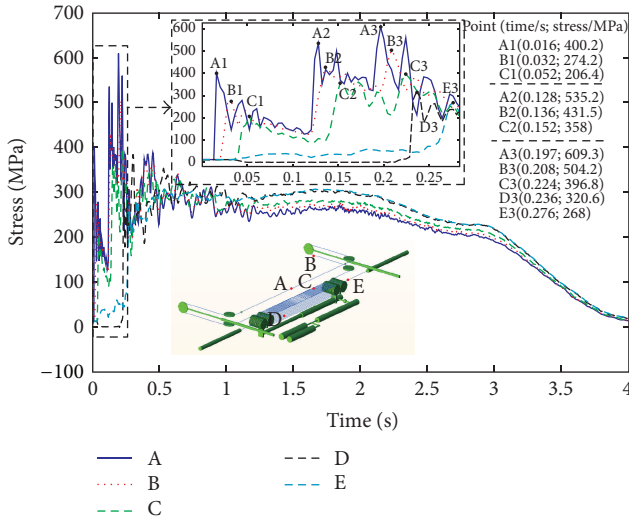 Point (time/s; stress/MPa)
A1(0.016; 400.2)
B1(0.032; 274.2)
C1(0.052; 206.4)
A2(0.128; 535.2)
B2(0.136; 431.5)
C2(0.152; 358)
A3(0.197; 609.3)
B3(0.208; 504.2)
C3(0.224; 396.8)
D3(0.236; 320.6)
E3(0.276; 268)
700
600
500
400
300
200
100
0
−100
Stress (MPa)
600
500
400
300
200
100
0
A1
B1
C1
A2
B2
C2
A3
B3
C3
D3
E3
0.05
0.1
0.15
0.2
0.25
B
A
C
E
D
0
0.5
1
1.5
2
2.5
3
3.5
4
Time (s)
A
B
C
D
E